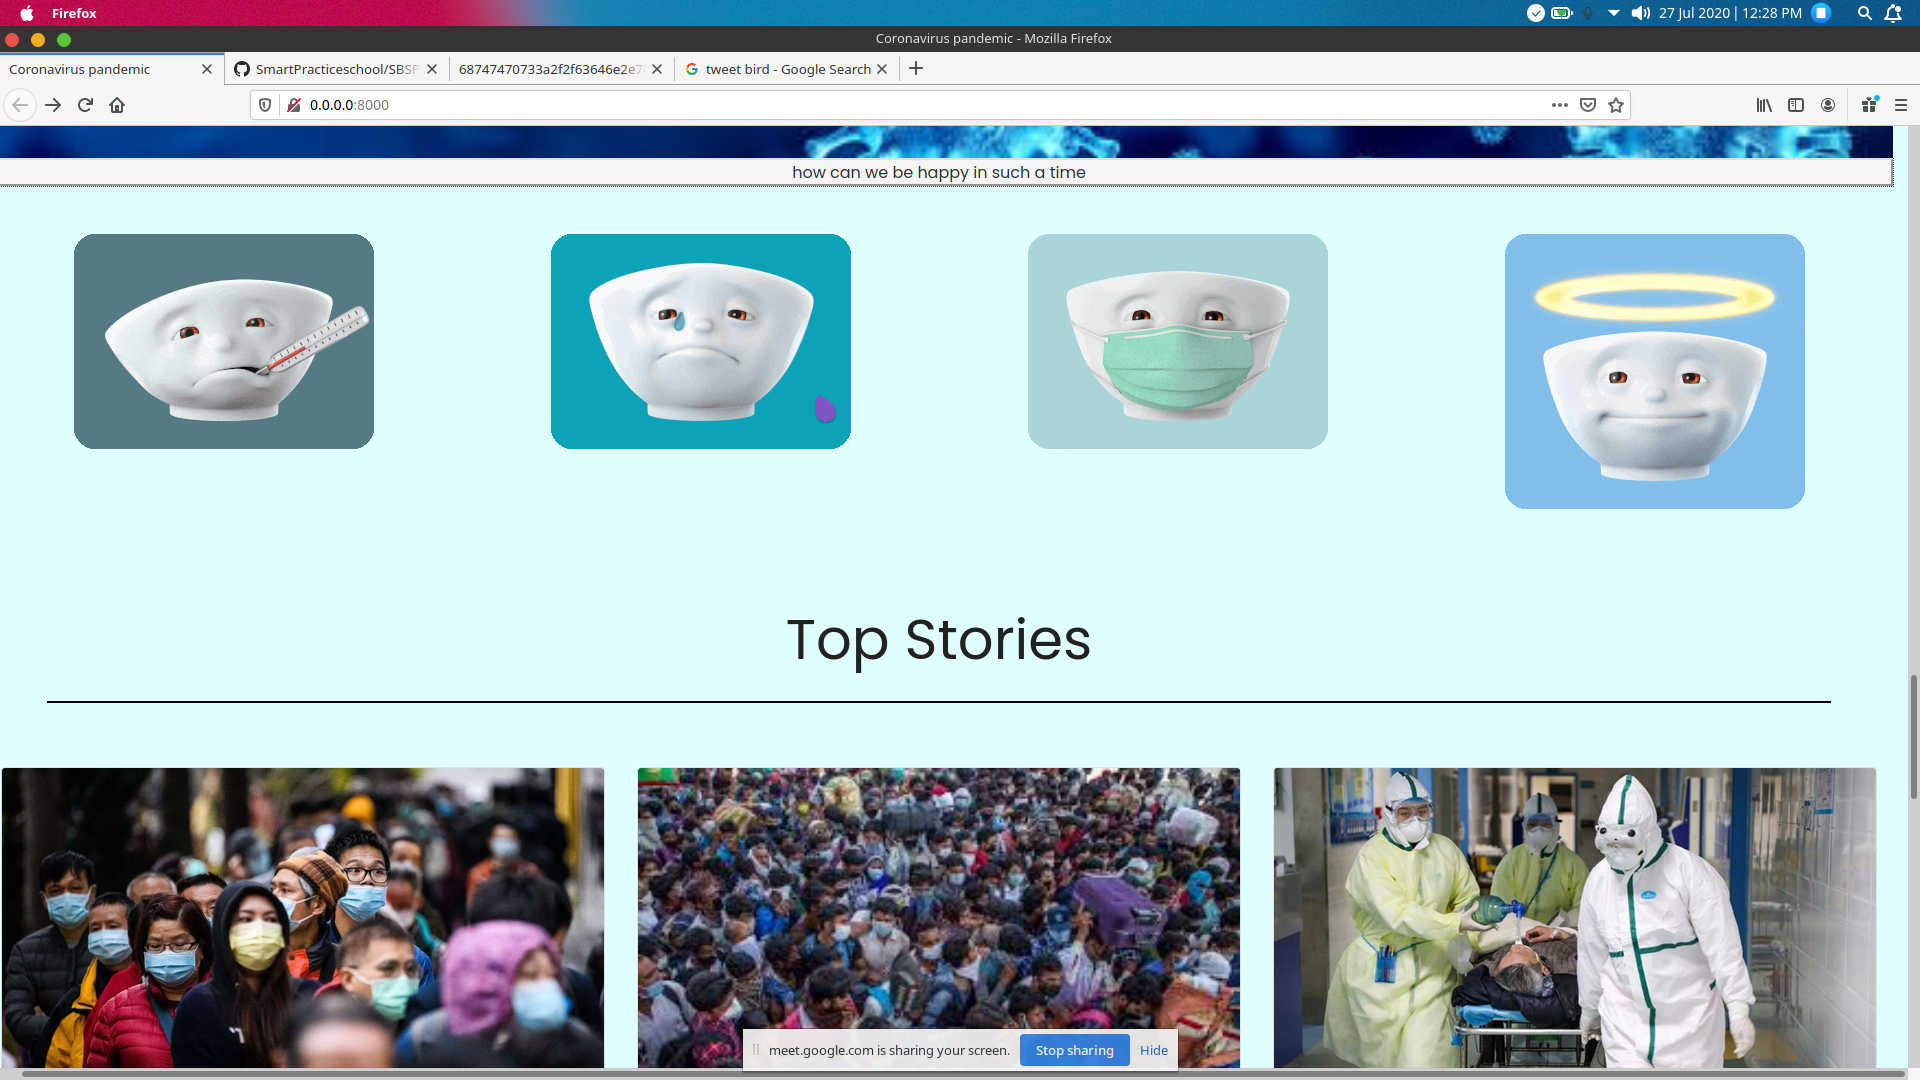 Firefox
27 Jul 2020 | 12:28 PM
Coronavirus pandemic - Mozilla Firefox
Coronavirus pandemic
SmartPracticeschool/SBSP
68747470733a2f2f63646e2e7
tweet bird - Google Search
0.0.0.0:8000
how can we be happy in such a time
Top Stories
meet.google.com is sharing your screen.
Stop sharing
Hide